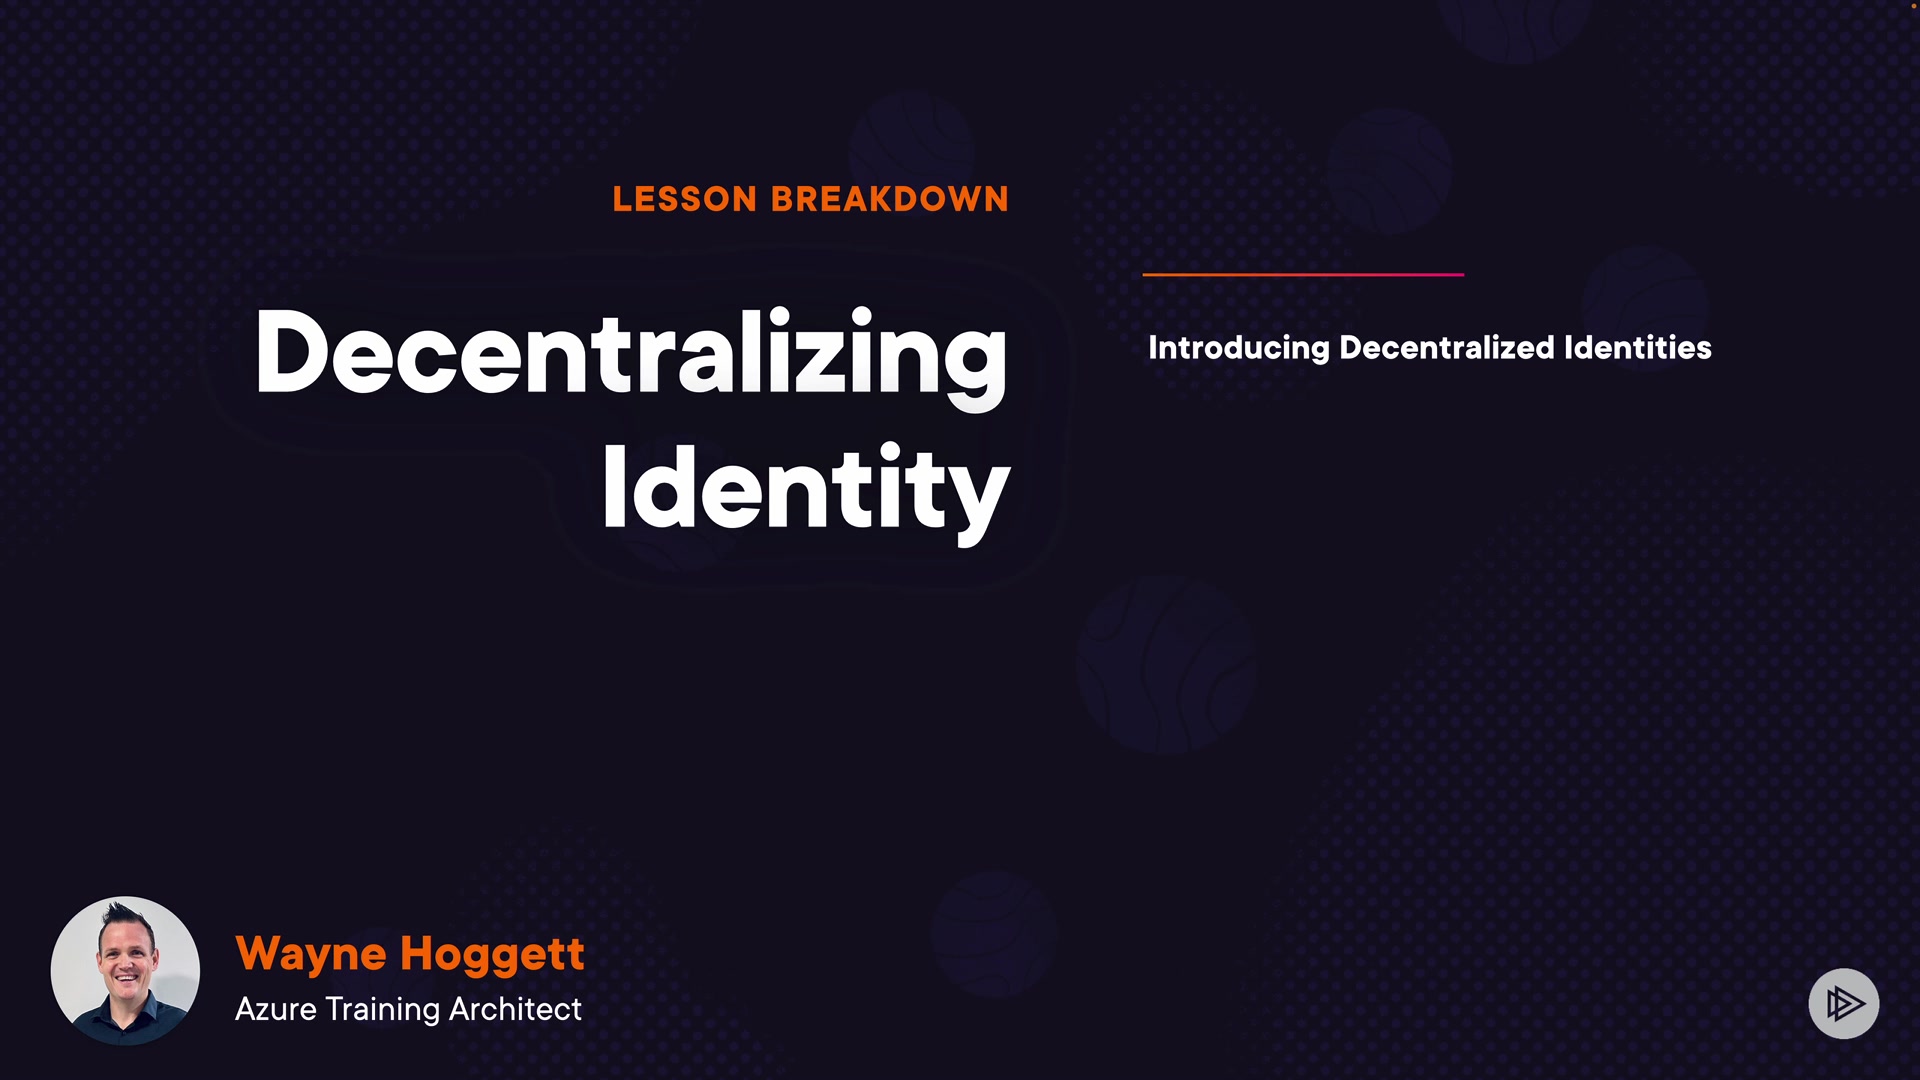 LESSON BREAKDOWN
Decentralizing
Identity
Introducing Decentralized Identities
Wayne Hoggett
Azure Training Architect